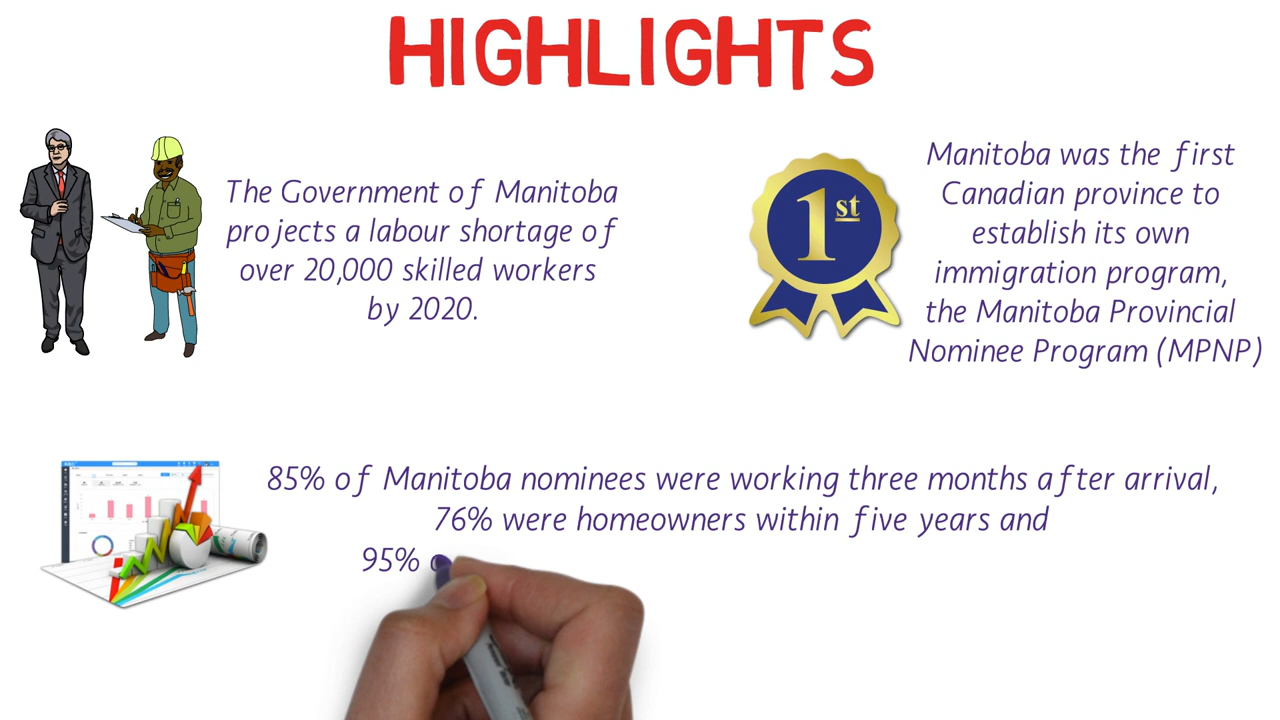 HIGHLIGHTS
The Government of Manitoba
projects a labour shortage of
over 20,000 skilled workers
by 2020.
1st
Manitoba was the first
Canadian province to
establish its own
immigration program,
the Manitoba Provincial
Nominee Program (MPNP)
85% of Manitoba nominees were working three months after arrival,
76% were homeowners within five years and
95%